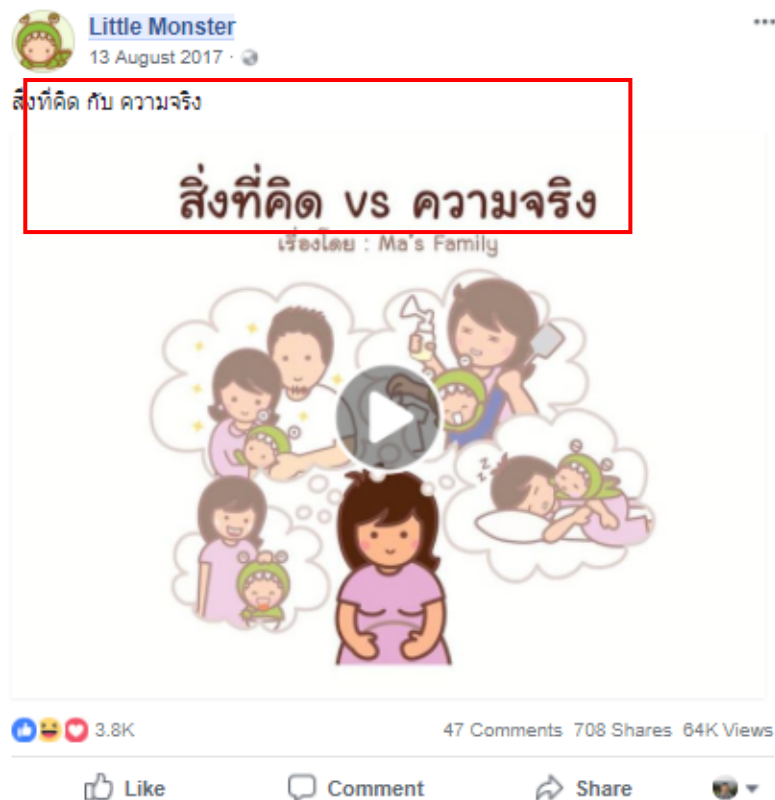 Little Monster
13 August 2017 ·
สิ่งที่คิด กับ ความจริง
สิ่งที่คิด vs ความจริง
เรื่องโดย : Ma's Family
z z z
3.8K 47 Comments 708 Shares 64K Views
Like Comment Share